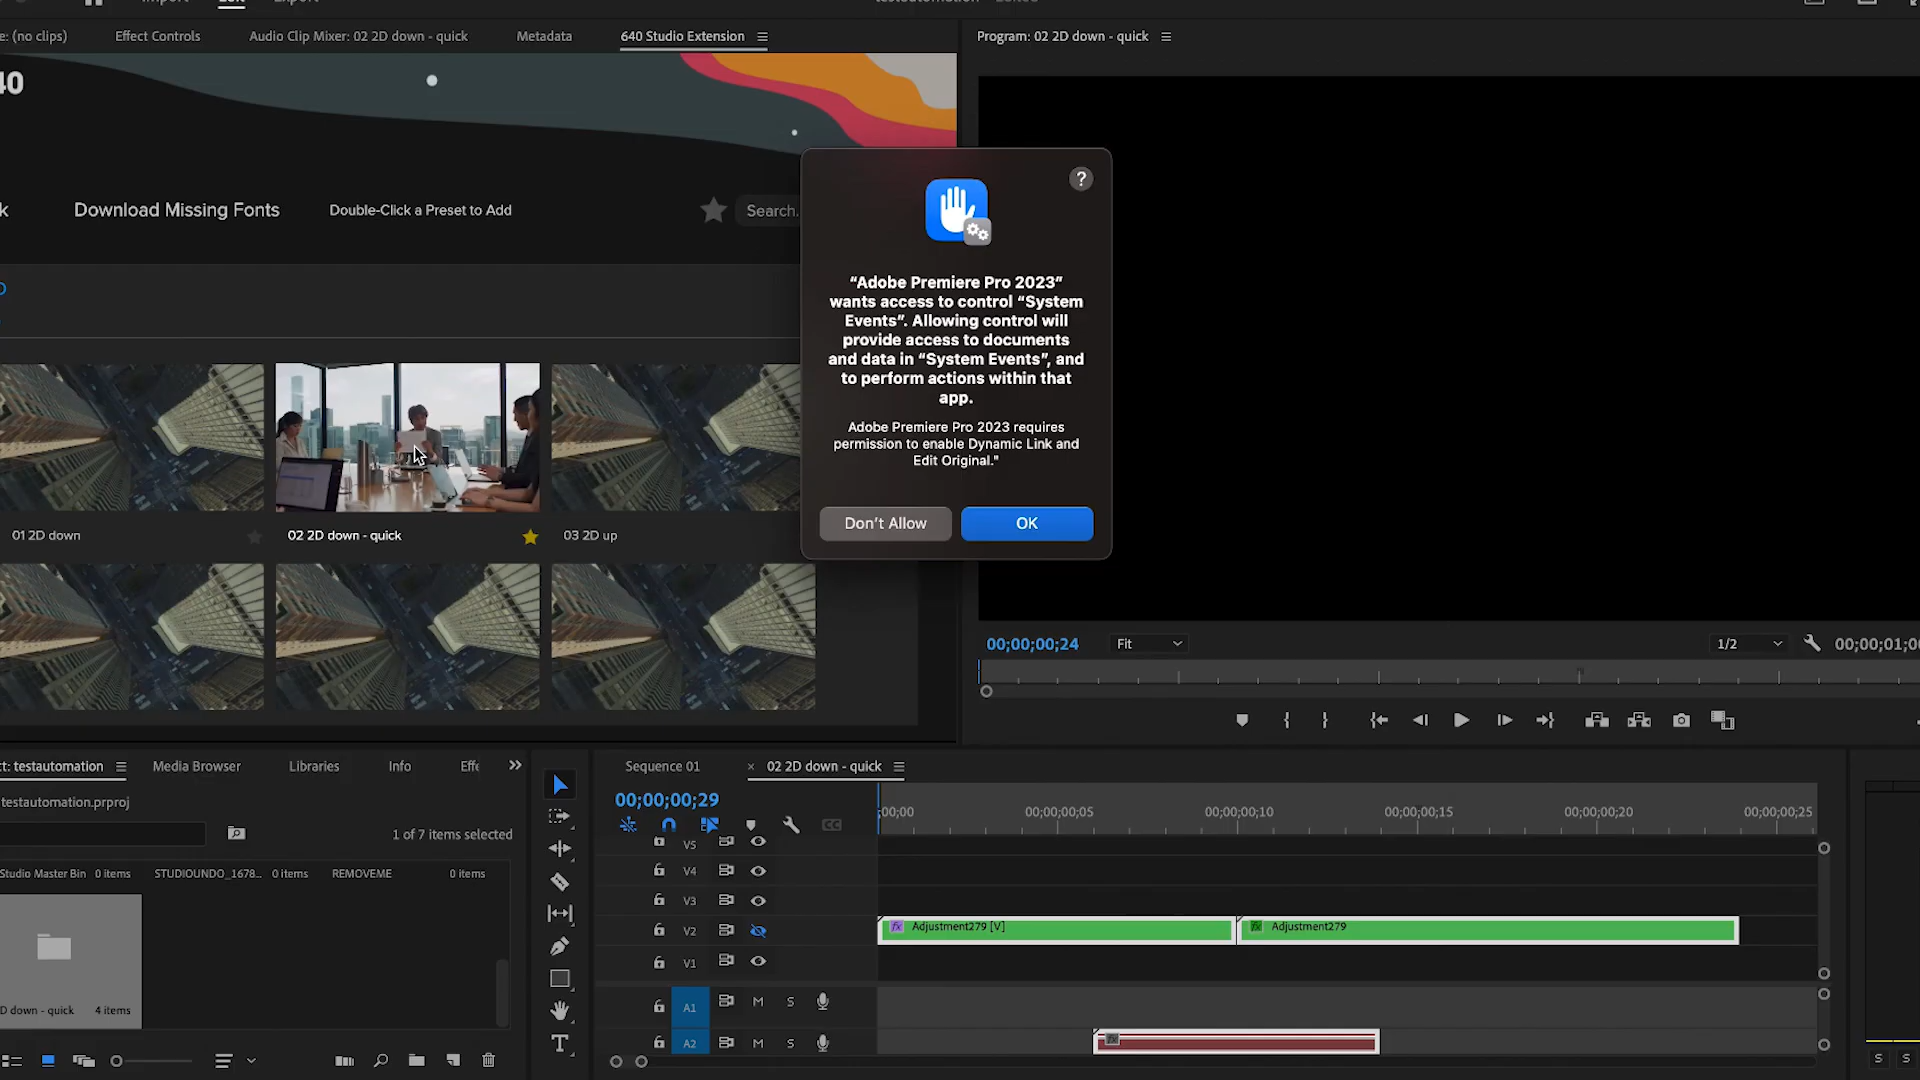 Edit
e: (no clips)
Effect Controls
Audio Clip Mixer: 02 2D down - quick
Metadata
640 Studio Extension
Program: 02 2D down - quick
40
k
Download Missing Fonts
Double-Click a Preset to Add
Search.
?
“Adobe Premiere Pro 2023”
wants access to control “System
Events”. Allowing control will
provide access to documents
and data in “System Events”, and
to perform actions within that
app.
Adobe Premiere Pro 2023 requires
permission to enable Dynamic Link and
Edit Original."
Don’t Allow
OK
01 2D down
02 2D down - quick
03 2D up
00;00;00;24
Fit
1/2
00;00;01;00
ct: testautomation
Media Browser
Libraries
Info
Effe
Sequence 01
× 02 2D down - quick
testautomation.prproj
00;00;00;29
;00;00
00;00;00;05
00;00;00;10
00;00;00;15
00;00;00;20
00;00;00;25
1 of 7 items selected
CC
V5
Studio Master Bin 0 items
STUDIOUNDO_1678... 0 items
REMOVEME 0 items
V4
V3
V2
fx Adjustment279 [V]
fx Adjustment279
V1
D down - quick 4 items
A1 M S
A2 M S
fx
T
S S